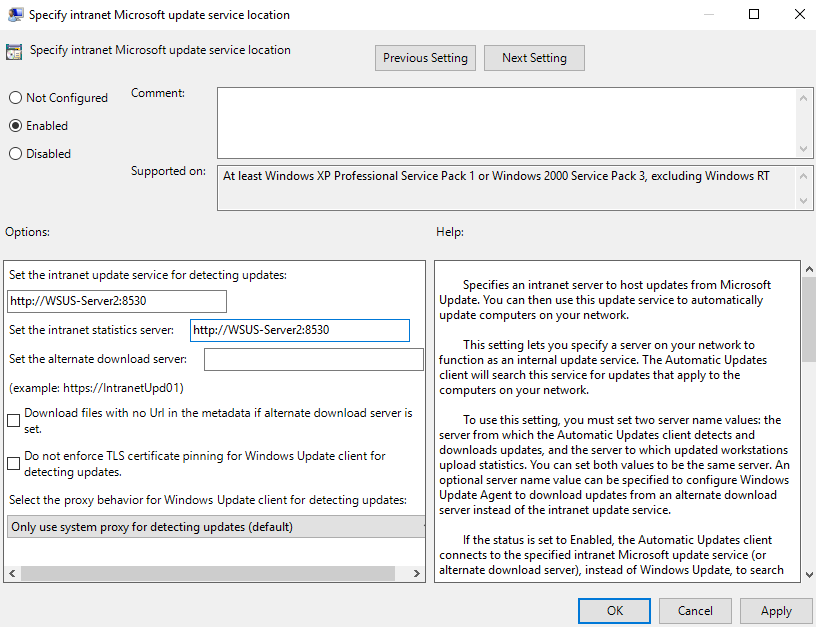 Specify intranet Microsoft update service location
Specify intranet Microsoft update service location
Previous Setting
Next Setting
Not Configured
Enabled
Disabled
Comment:
Supported on:
At least Windows XP Professional Service Pack 1 or Windows 2000 Service Pack 3, excluding Windows RT
Options:
Help:
Set the intranet update service for detecting updates:
http://WSUS-Server2:8530
Set the intranet statistics server:
http://WSUS-Server2:8530
Set the alternate download server:
(example: https://IntranetUpd01)
Download files with no Url in the metadata if alternate download server is
set.
Do not enforce TLS certificate pinning for Windows Update client for
detecting updates.
Select the proxy behavior for Windows Update client for detecting updates:
Only use system proxy for detecting updates (default)
Specifies an intranet server to host updates from Microsoft
Update. You can then use this update service to automatically
update computers on your network.
This setting lets you specify a server on your network to
function as an internal update service. The Automatic Updates
client will search this service for updates that apply to the
computers on your network.
To use this setting, you must set two server name values: the
server from which the Automatic Updates client detects and
downloads updates, and the server to which updated workstations
upload statistics. You can set both values to be the same server. An
optional server name value can be specified to configure Windows
Update Agent to download updates from an alternate download
server instead of the intranet update service.
If the status is set to Enabled, the Automatic Updates client
connects to the specified intranet Microsoft update service (or
alternate download server), instead of Windows Update, to search
OK
Cancel
Apply